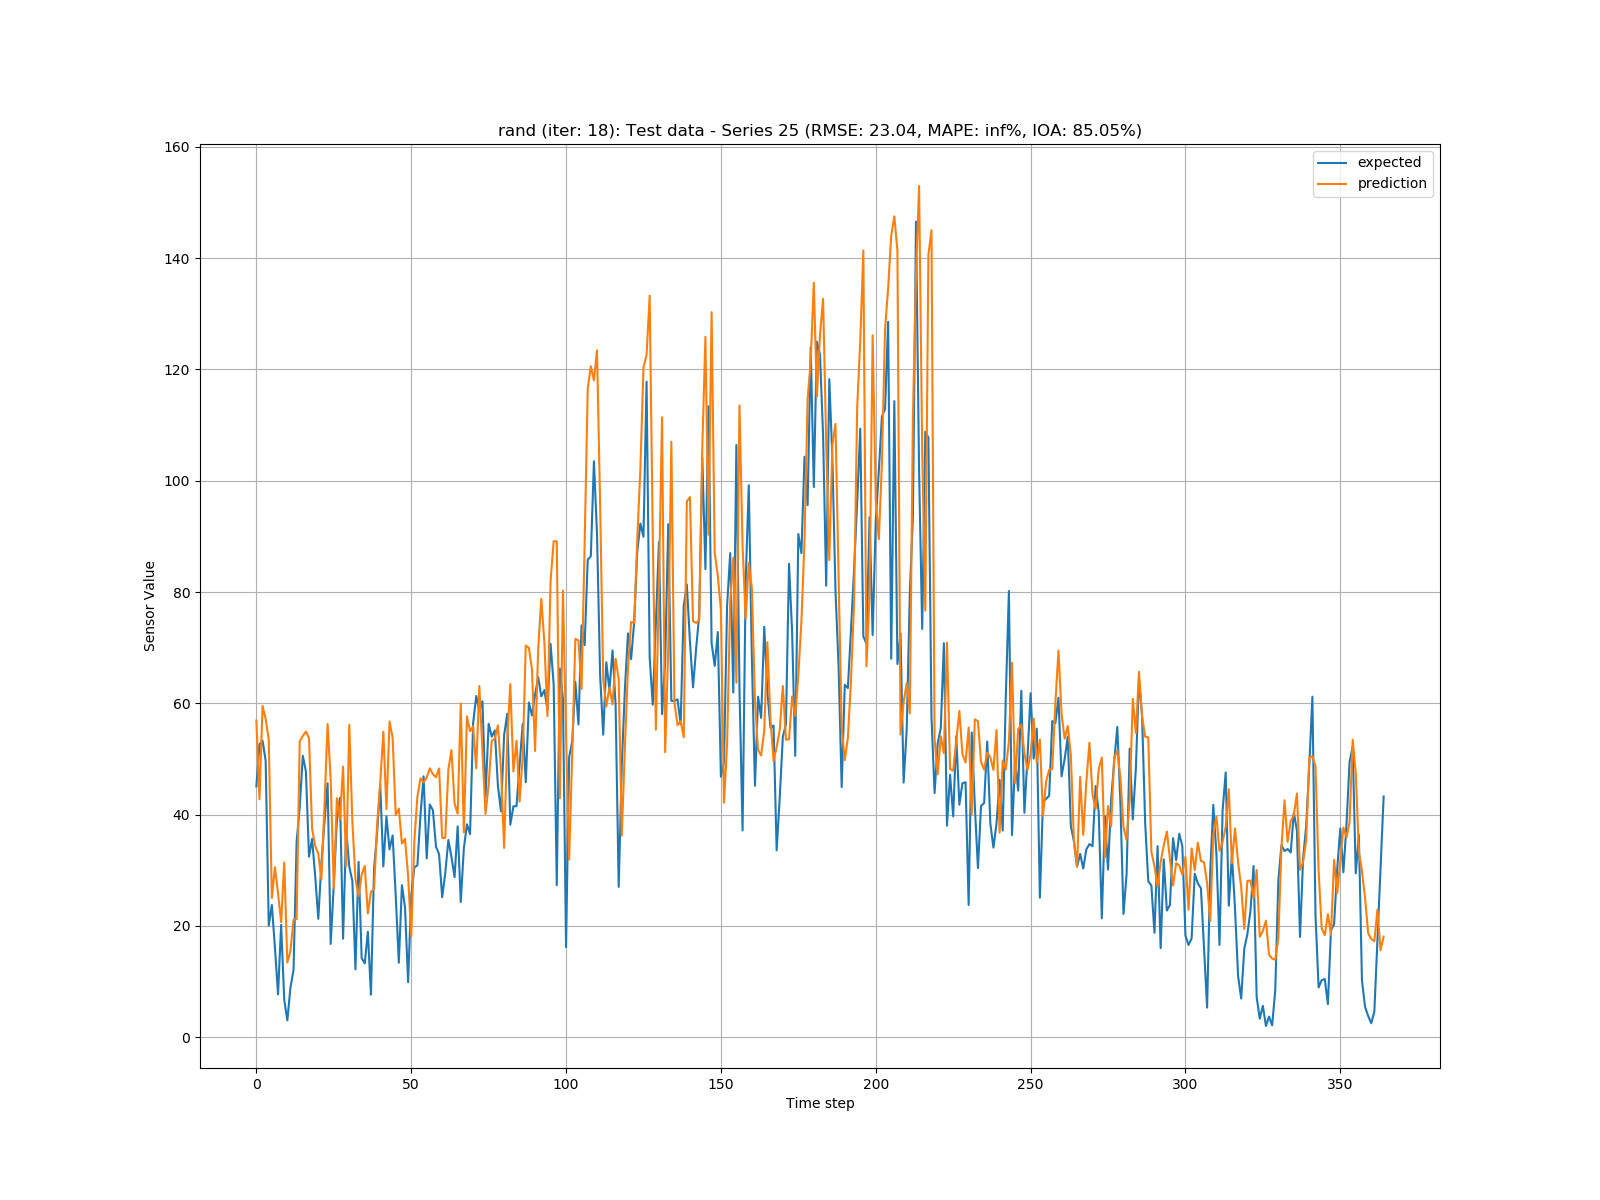 rand (iter: 18): Test data - Series 25 (RMSE: 23.04, MAPE: inf%, IOA: 85.05%)
expected
prediction
160
140
120
100
80
60
40
20
0
Sensor Value
0 50 100 150 200 250 300 350
Time step